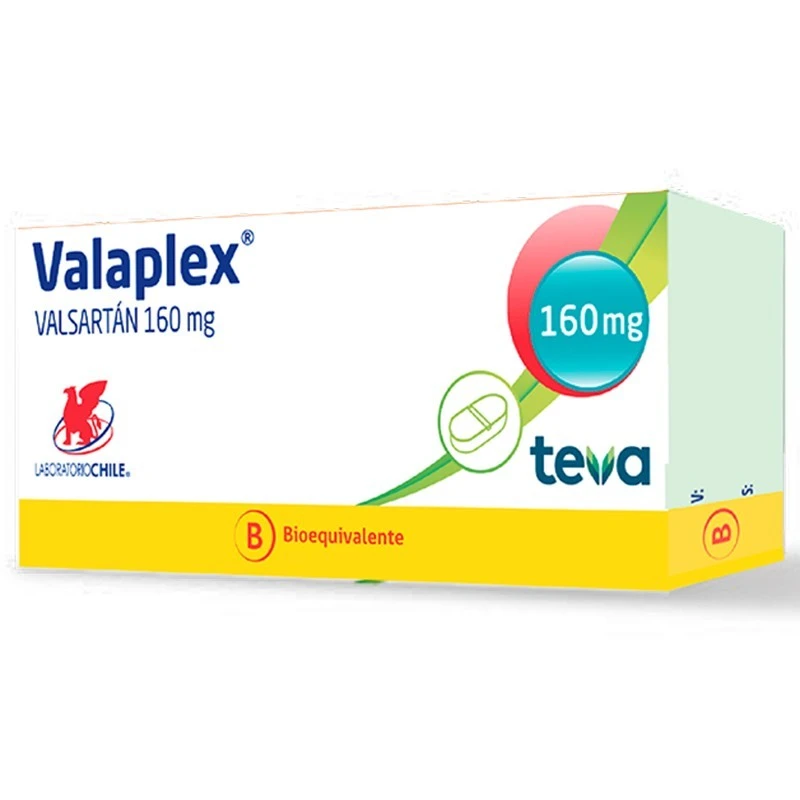 Valaplex®
VALSARTÁN 160 mg
160mg
LABORATORIOCHILE®
teva
B Bioequivalente
B
V:
S: